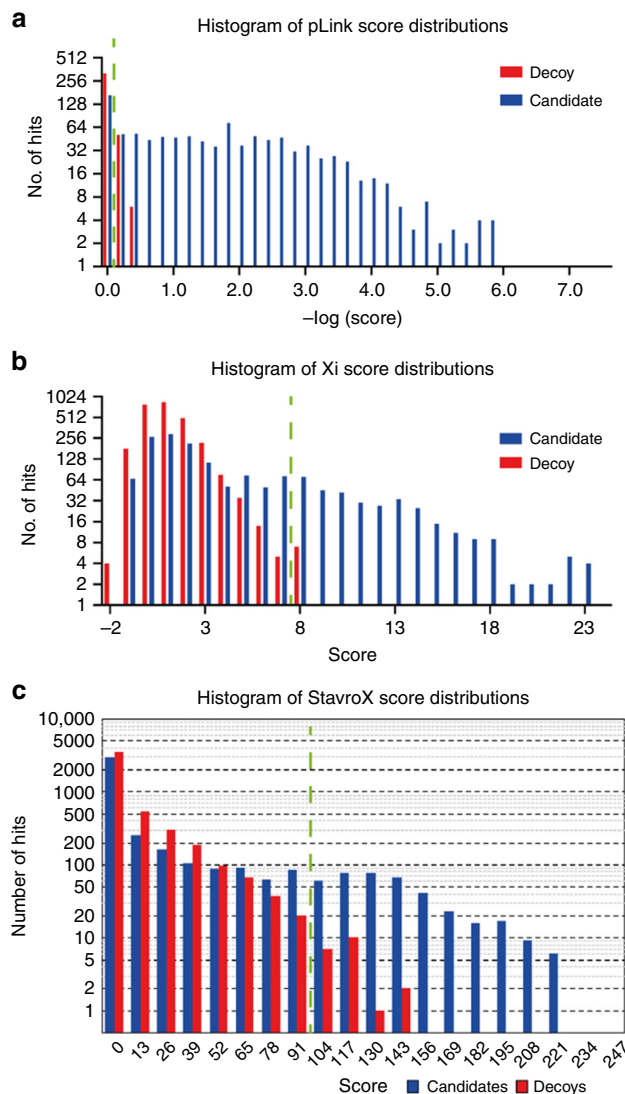 a
Histogram of pLink score distributions
512
256
128
64
32
16
8
4
2
1
No. of hits
Decoy
Candidate
0.0 1.0 2.0 3.0 4.0 5.0 6.0 7.0
–log (score)
b
Histogram of Xi score distributions
1024
512
256
128
64
32
16
8
4
2
1
No. of hits
Candidate
Decoy
–2 3 8 13 18 23
Score
c
Histogram of StavroX score distributions
10,000
5000
2000
1000
500
200
100
50
20
10
5
2
1
Number of hits
0 13 26 39 52 65 78 91 104 117 130 143 156 169 182 195 208 221 234 247
Score Candidates Decoys